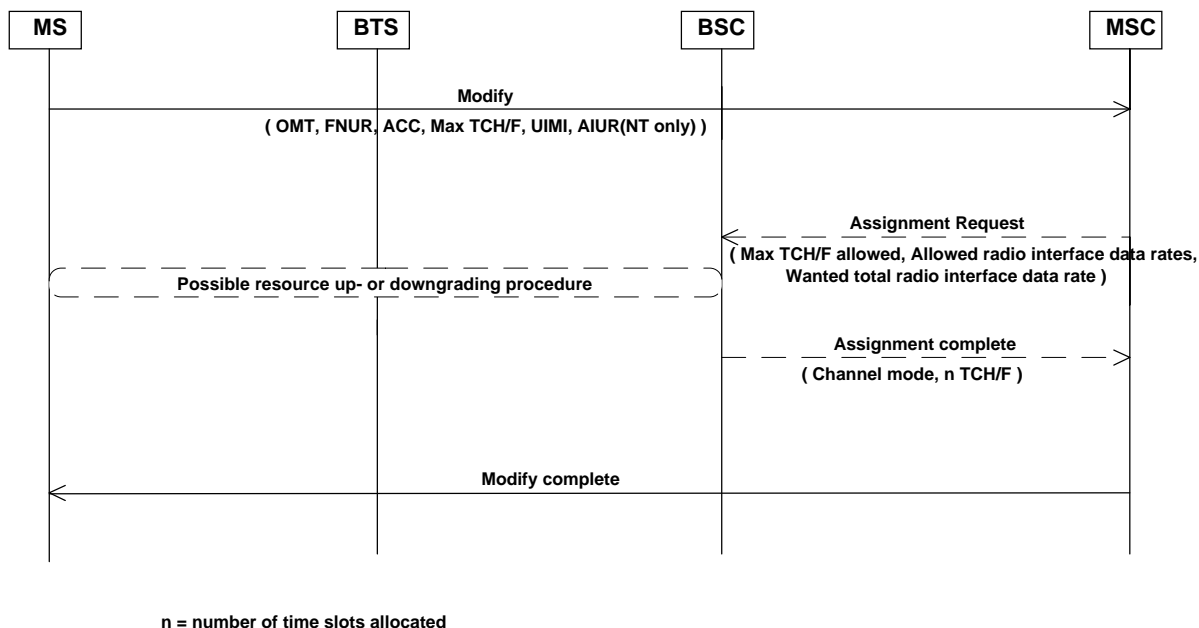 MS BTS BSC MSC
Modify
( OMT, FNUR, ACC, Max TCH/F, UIMI, AIUR(NT only) )
Assignment Request
( Max TCH/F allowed, Allowed radio interface data rates,
Wanted total radio interface data rate )
Possible resource up- or downgrading procedure
Assignment complete
( Channel mode, n TCH/F )
Modify complete
n = number of time slots allocated